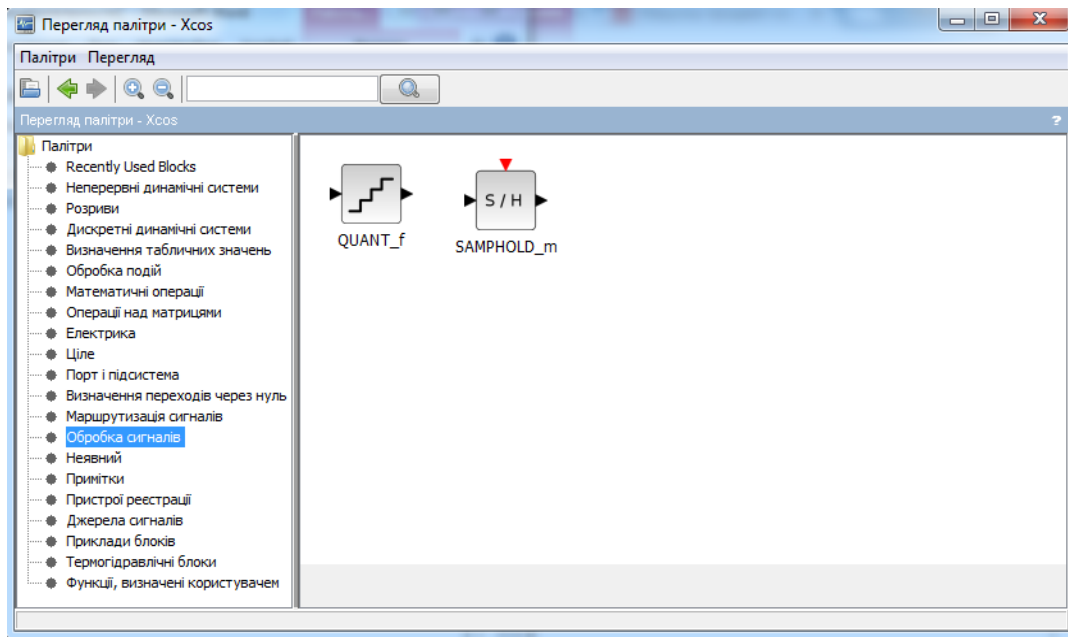 Перегляд палітри - Xcos
Палітри Перегляд
Перегляд палітри - Xcos ?
Палітри
Recently Used Blocks
Неперервні динамічні системи
Розриви
Дискретні динамічні системи
Визначення табличних значень
Обробка подій
Математичні операції
Операції над матрицями
Електрика
Ціле
Порт і підсистема
Визначення переходів через нуль
Маршрутизація сигналів
Обробка сигналів
Неявний
Примітки
Пристрої реєстрації
Джерела сигналів
Приклади блоків
Термогідравлічні блоки
Функції, визначені користувачем
S / H
QUANT_f
SAMPHOLD_m